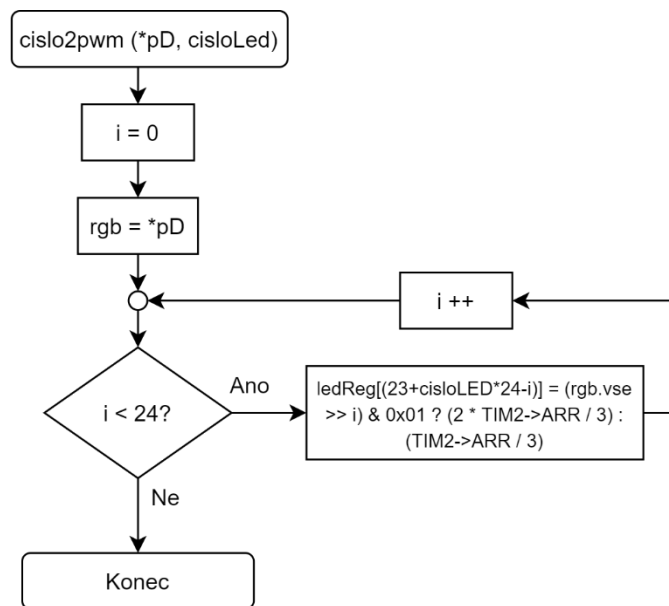 cislo2pwm (*pD, cisloLed)
i = 0
rgb = *pD
i ++
i < 24?
Ano
ledReg[(23+cisloLED*24-i)] = (rgb.vse
>> i) & 0x01 ? (2 * TIM2->ARR / 3) :
(TIM2->ARR / 3)
Ne
Konec